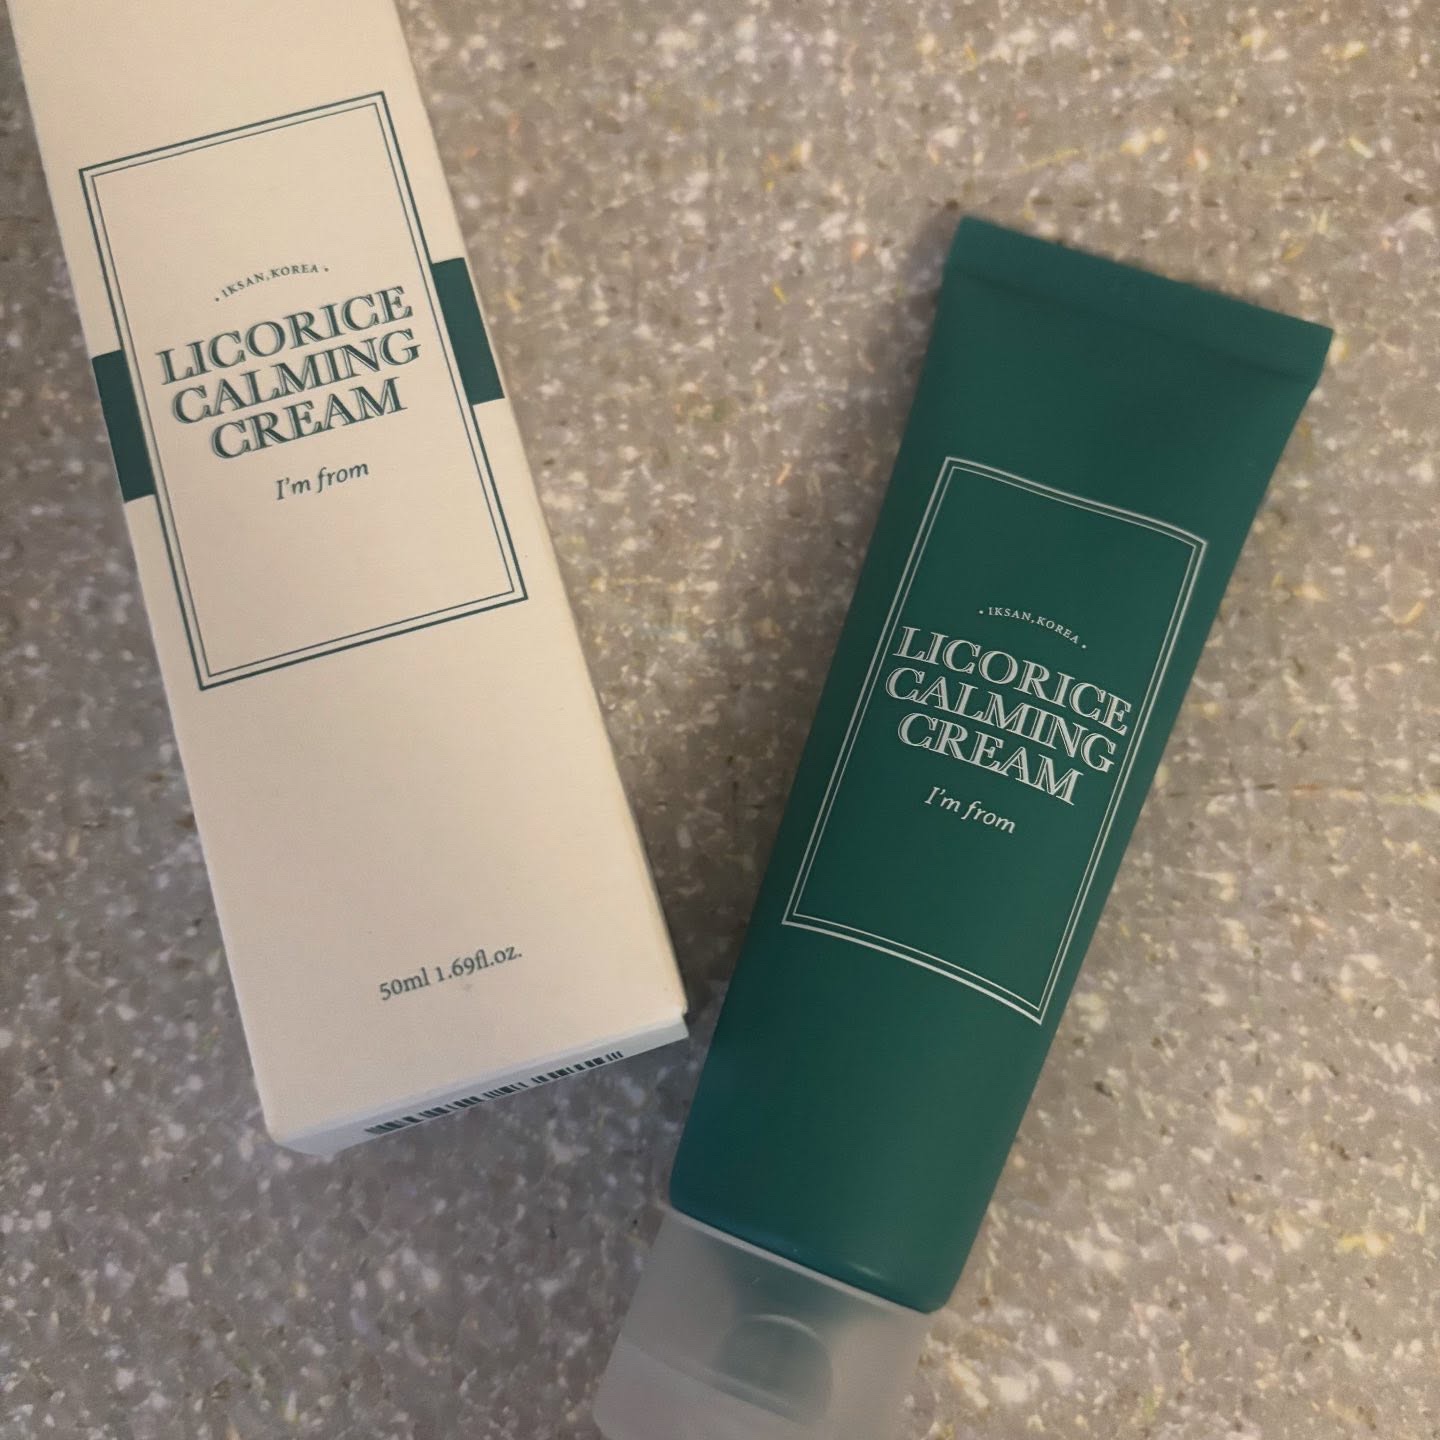 · IKSAN, KOREA ·
LICORICE
CALMING
CREAM
I'm from
50ml 1.69fl.oz.
· IKSAN, KOREA ·
LICORICE
CALMING
CREAM
I'm from